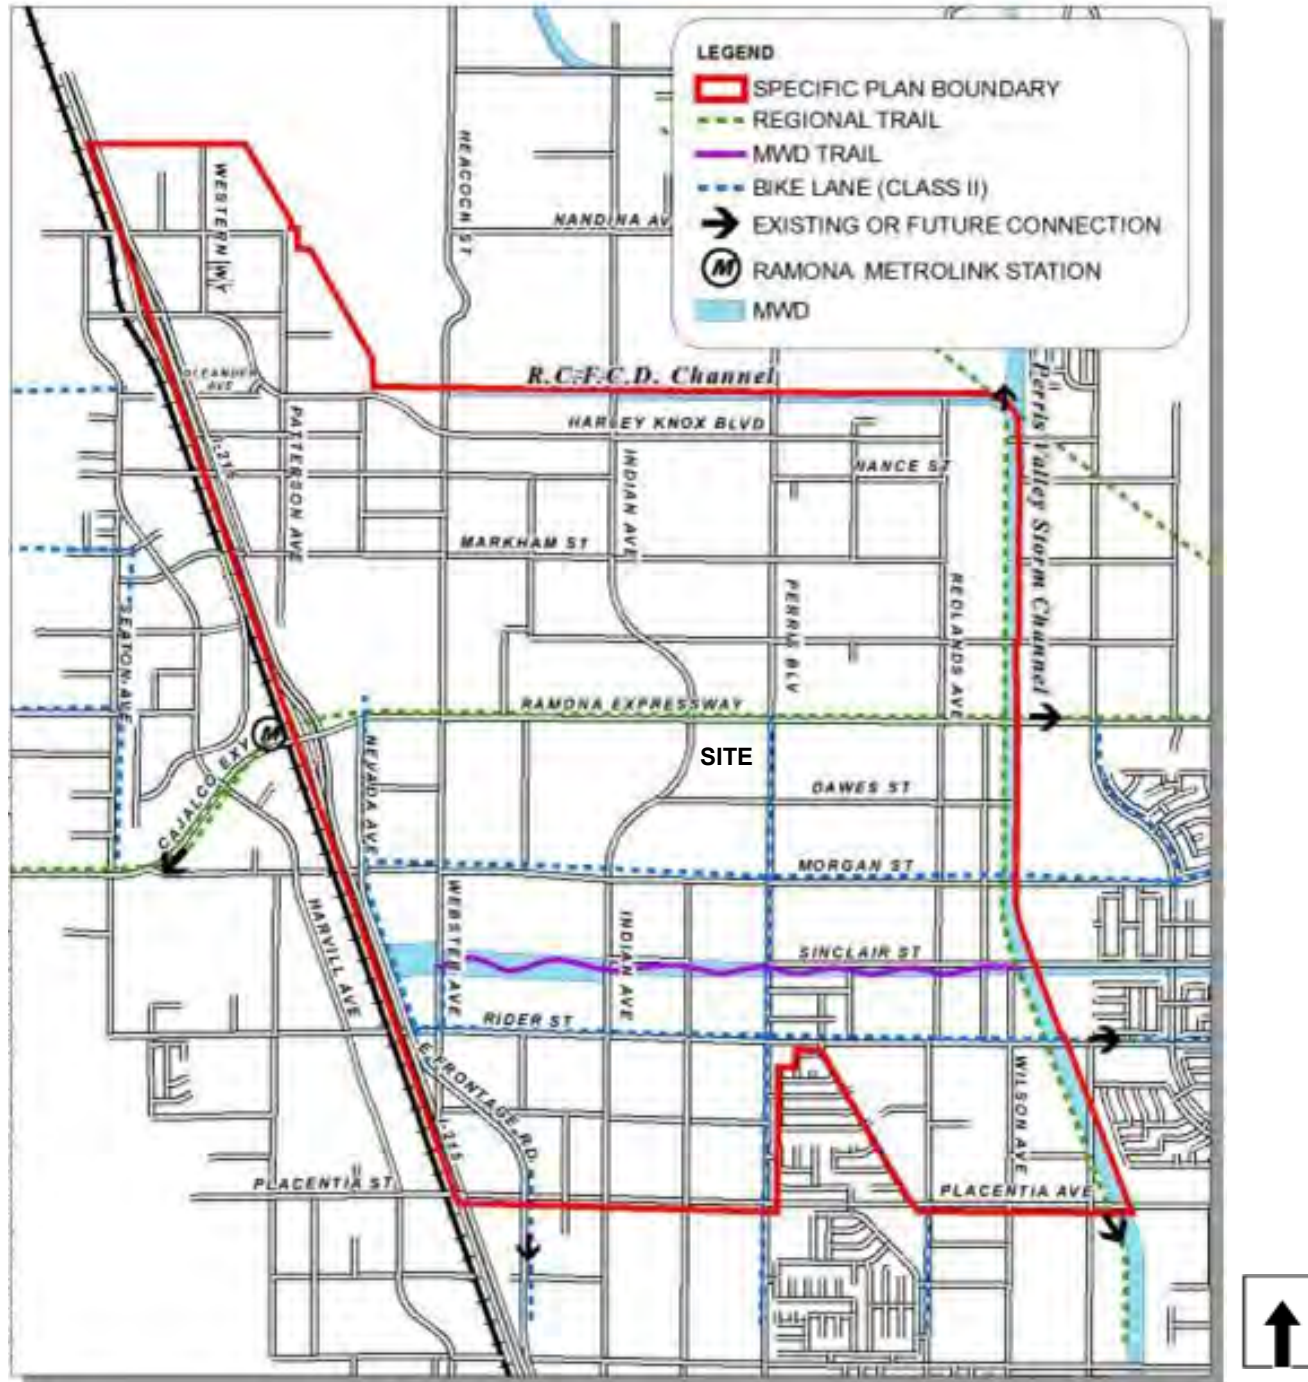 LEGEND
SPECIFIC PLAN BOUNDARY
REGIONAL TRAIL
MWD TRAIL
BIKE LANE (CLASS II)
EXISTING OR FUTURE CONNECTION
M
RAMONA METROLINK STATION
MWD
HEACOCK ST
WESTERN WY
NANDINA AV
OLEANDER
AVE
R.C.F.C.D. Channel
Perris Valley Storm Channel
HARLEY KNOX BLVD
PATTERSON AVE
I-215
INDIAN AVE
NANCE ST
MARKHAM ST
SEATON AVE
REDLANDS AVE
RAMONA EXPRESSWAY
M
CAJALCO EXY
NEVADA AVE
SITE
DAWES ST
MORGAN ST
HARVILL AVE
WEBSTER AVE
INDIAN AVE
SINCLAIR ST
RIDER ST
E FRONTAGE RD
WILSON AVE
I-215
PLACENTIA ST
PLACENTIA AVE